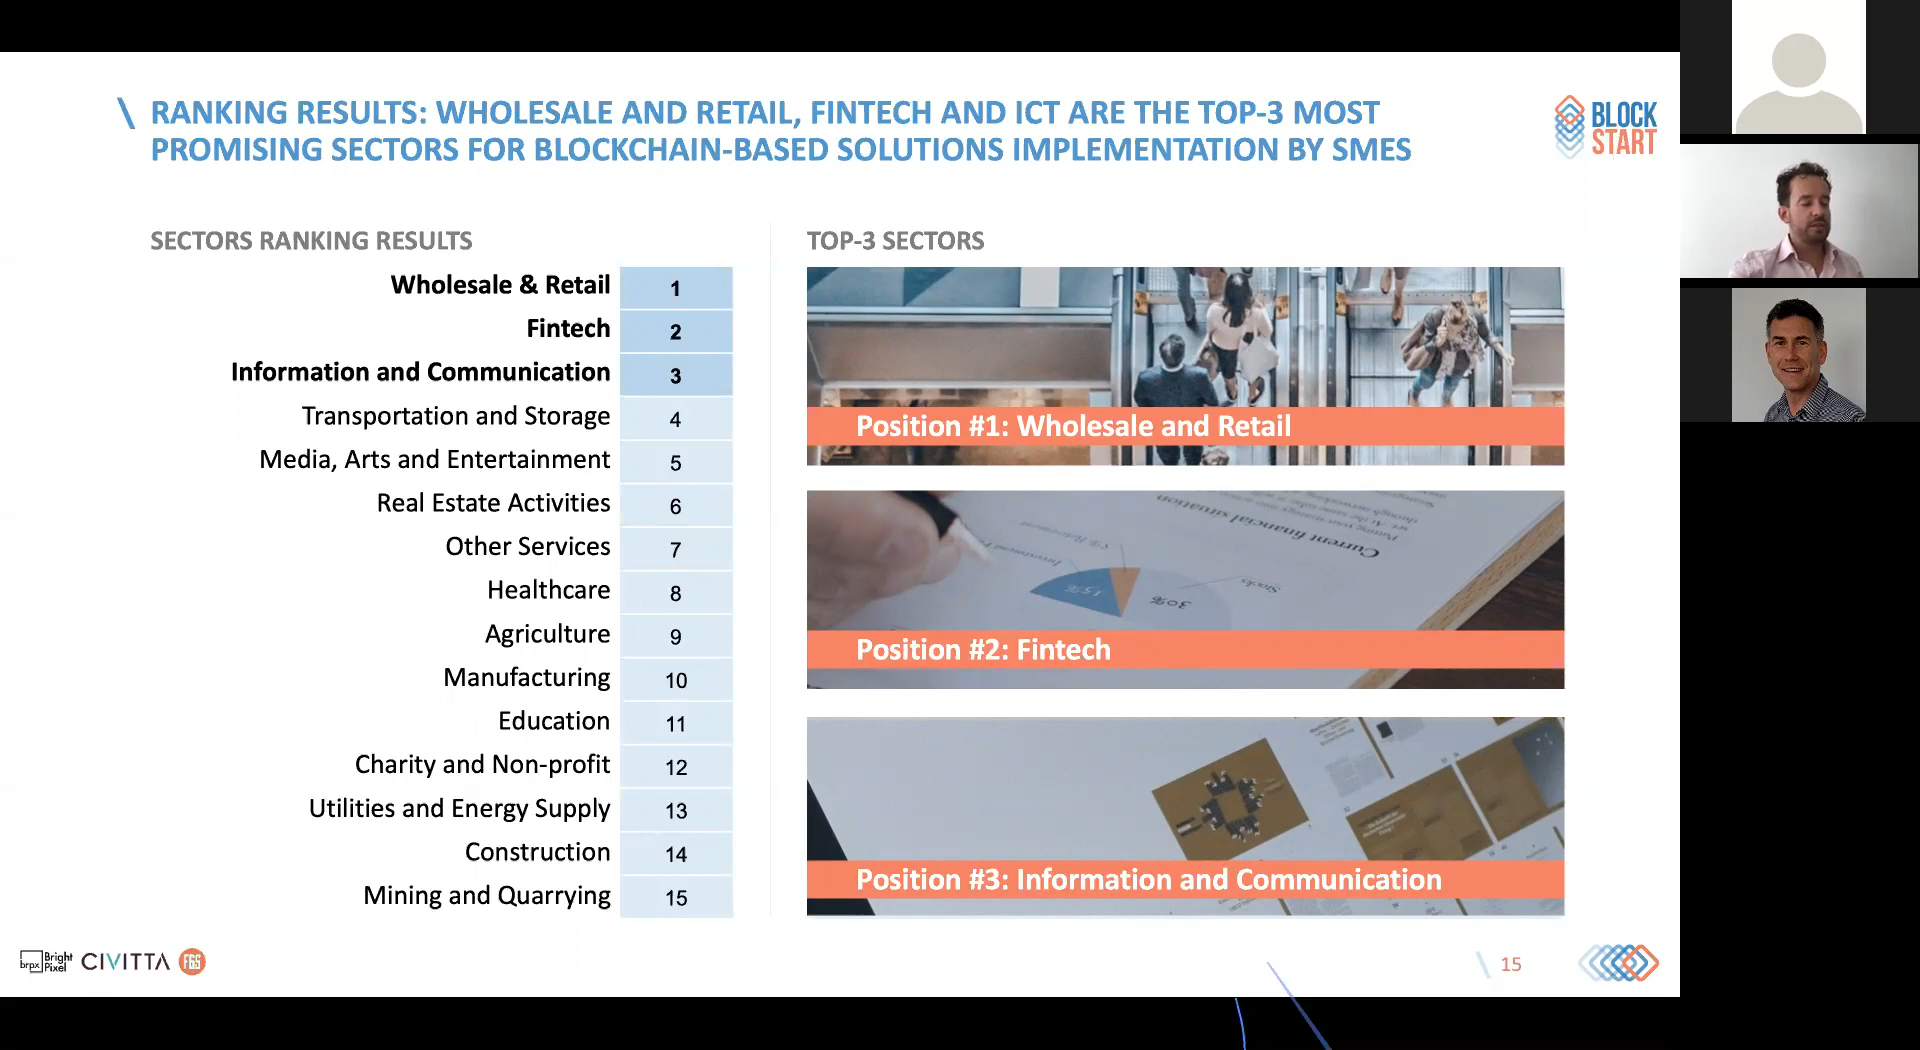 RANKING RESULTS: WHOLESALE AND RETAIL, FINTECH AND ICT ARE THE TOP-3 MOST
PROMISING SECTORS FOR BLOCKCHAIN-BASED SOLUTIONS IMPLEMENTATION BY SMES
BLOCK
START
SECTORS RANKING RESULTS
Wholesale & Retail 1
Fintech 2
Information and Communication 3
Transportation and Storage 4
Media, Arts and Entertainment 5
Real Estate Activities 6
Other Services 7
Healthcare 8
Agriculture 9
Manufacturing 10
Education 11
Charity and Non-profit 12
Utilities and Energy Supply 13
Construction 14
Mining and Quarrying 15
TOP-3 SECTORS
Position #1: Wholesale and Retail
Current financial situation
Stocks
15%
30%
Position #2: Fintech
Position #3: Information and Communication
brpx Bright
Pixel
CIVITTA
F6S
15